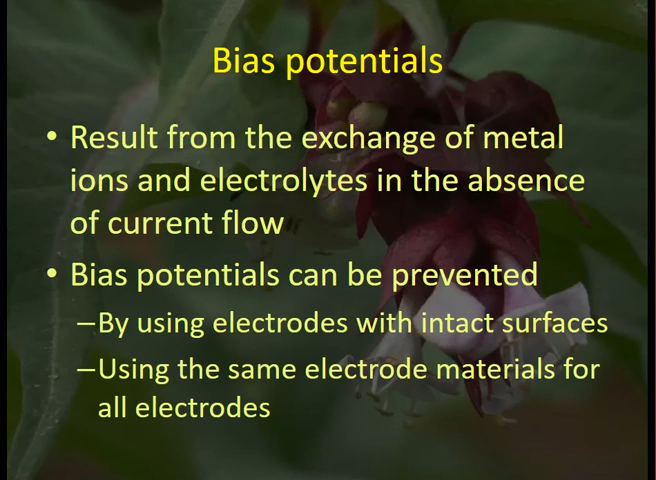 Bias potentials
• Result from the exchange of metal
ions and electrolytes in the absence
of current flow
• Bias potentials can be prevented
–By using electrodes with intact surfaces
–Using the same electrode materials for
all electrodes